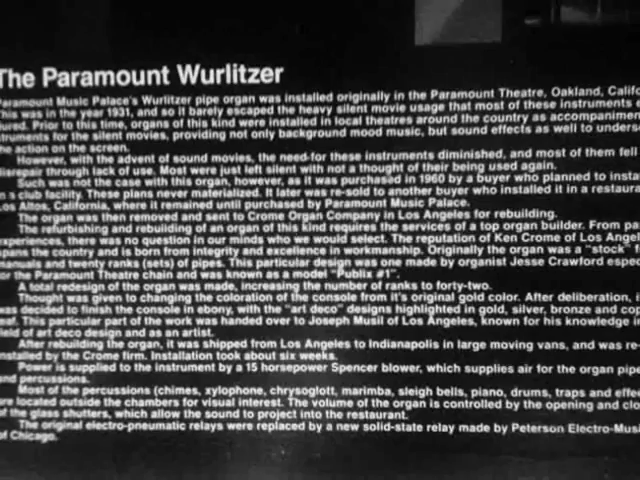 The Paramount Wurlitzer
Paramount Music Palace's Wurlitzer pipe organ was installed originally in the Paramount Theatre, Oakland, Califo
This was in the year 1931, and so it barely escaped the heavy silent movie usage that most of these instruments
dured. Prior to this time, organs of this kind were installed in local theatres around the country as accompanimen
struments for the silent movies, providing not only background mood music, but sound effects as well to under
the action on the screen.
However, with the advent of sound movies, the need for these instruments diminished, and most of them fell
disrepair through lack of use. Most were just left silent with not a thought of their being used again.
Such was not the case with this organ, however, as it was purchased in 1960 by a buyer who planned to insta
n a club facility. These plans never materialized. It later was re-sold to another buyer who installed it in a restaura
Los Altos, California, where it remained until purchased by Paramount Music Palace.
The organ was then removed and sent to Crome Organ Company in Los Angeles for rebuilding.
The refurbishing and rebuilding of an organ of this kind requires the services of a top organ builder. From pa
experiences, there was no question in our minds who we would select. The reputation of Ken Crome of Los Angel
spans the country and is born from integrity and excellence in workmanship. Originally the organ was a "stock"
nuals and twenty ranks (sets) of pipes. This particular design was one made by organist Jesse Crawford espec
or the Paramount Theatre chain and was known as a model "Publix #1".
A total redesign of the organ was made, increasing the number of ranks to forty-two.
Thought was given to changing the coloration of the console from it's original gold color. After deliberation,
was decided to finish the console in ebony, with the "art deco" designs highlighted in gold, silver, bronze and cop
eaf. This particular part of the work was handed over to Joseph Musil of Los Angeles, known for his knowledge i
ield of art deco design and as an artist.
After rebuilding the organ, it was shipped from Los Angeles to Indianapolis in large moving vans, and was re-
nstalled by the Crome firm. Installation took about six weeks.
Power is supplied to the instrument by a 15 horsepower Spencer blower, which supplies air for the organ pipe
and percussions.
Most of the percussions (chimes, xylophone, chrysoglott, marimba, sleigh bells, piano, drums, traps and effe
are located outside the chambers for visual interest. The volume of the organ is controlled by the opening and clo
of the glass shutters, which allow the sound to project into the restaurant.
The original electro-pneumatic relays were replaced by a new solid-state relay made by Peterson Electro-Musi
of Chicago.